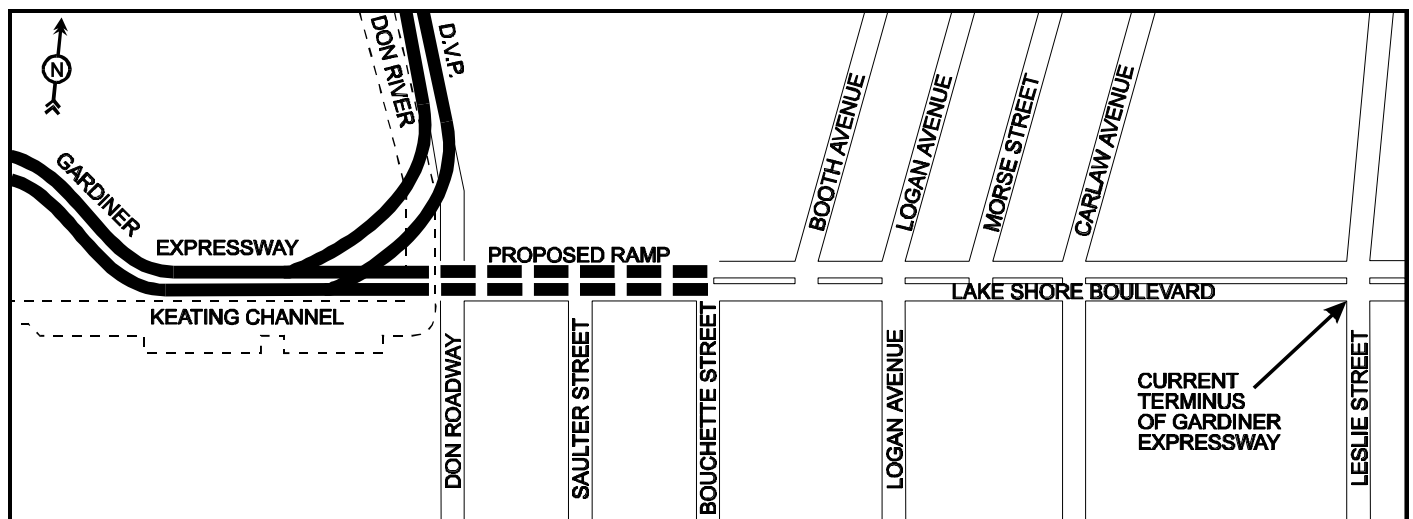 N
DON RIVER
D.V.P.
GARDINER
EXPRESSWAY
PROPOSED RAMP
BOOTH AVENUE
LOGAN AVENUE
MORSE STREET
CARLAW AVENUE
LAKE SHORE BOULEVARD
KEATING CHANNEL
DON ROADWAY
SAULTER STREET
BOUCHETTE STREET
LOGAN AVENUE
CURRENT
TERMINUS
OF GARDINER
EXPRESSWAY
LESLIE STREET